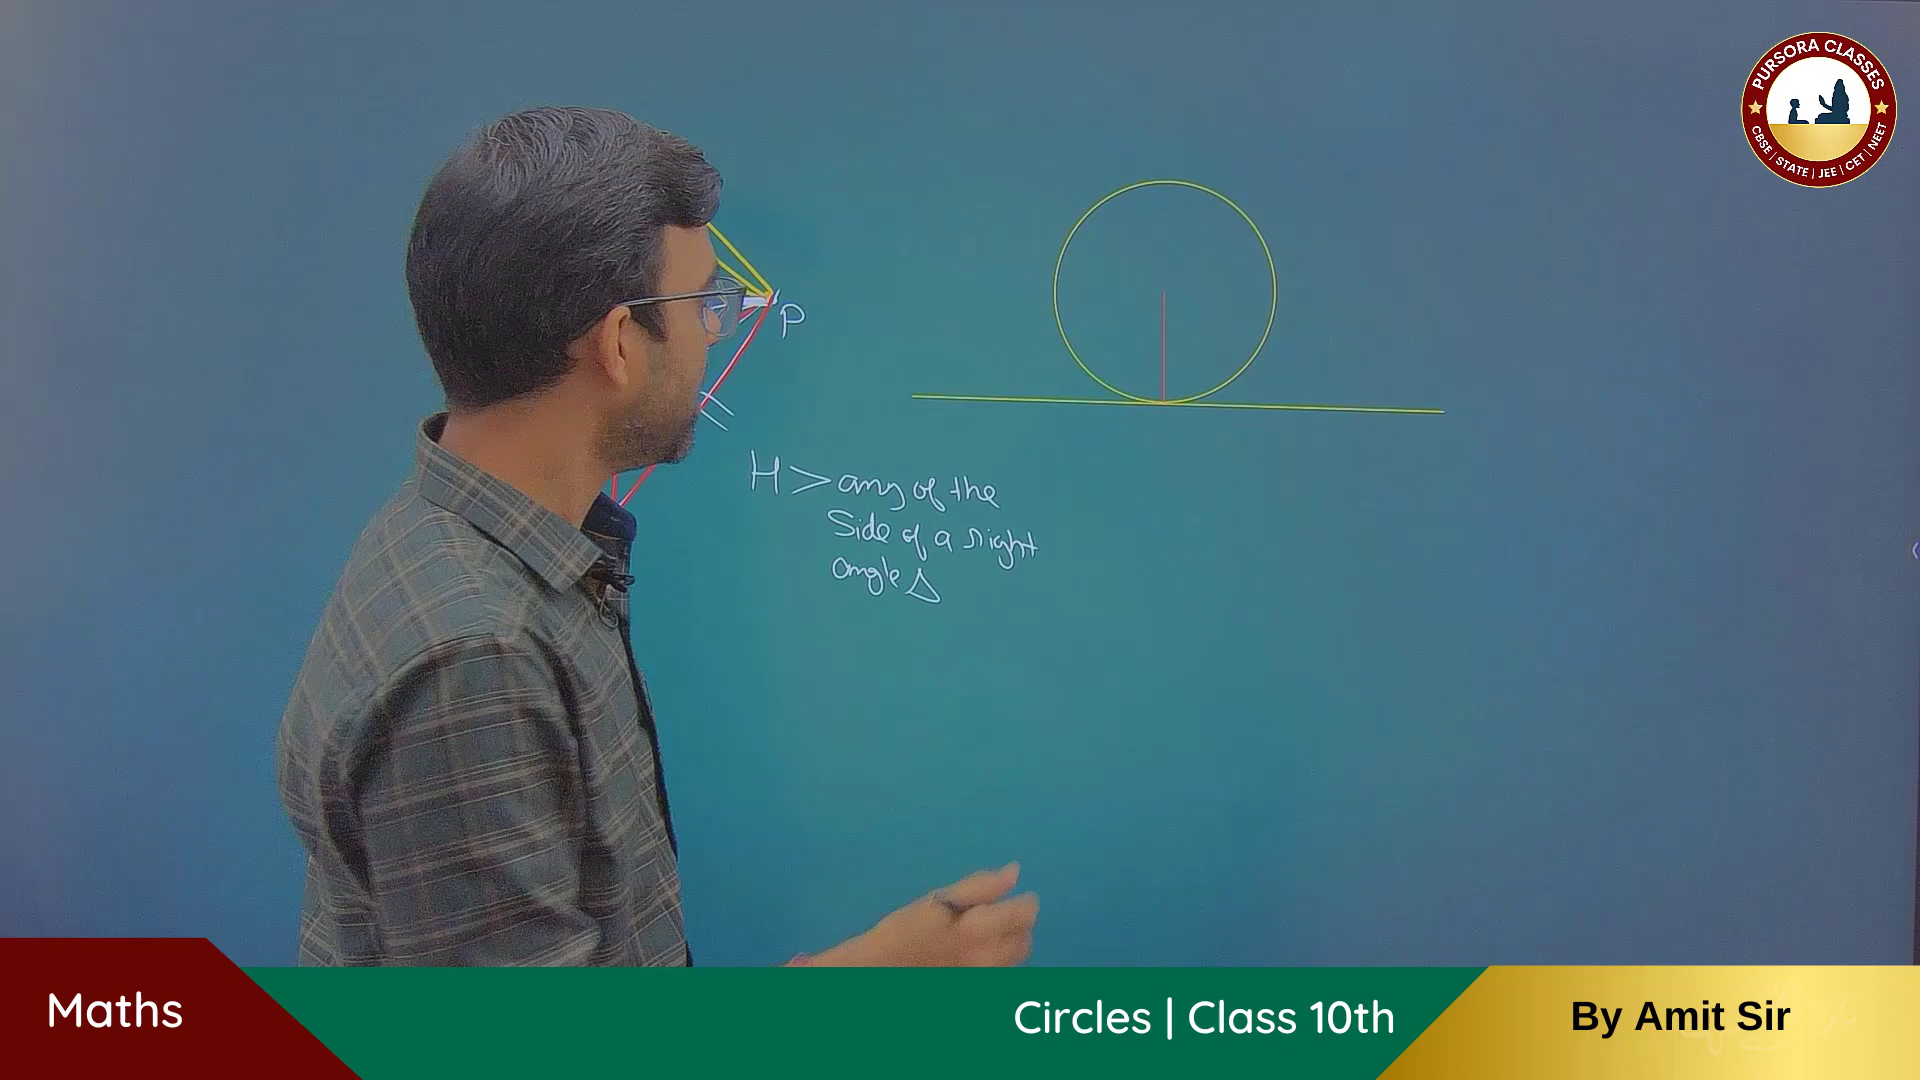 PURSORA CLASSES
CBSE | STATE | JEE | CET | NEET
P
H > any of the
Side of a right
angle Δ
Maths
Circles | Class 10th
By Amit Sir